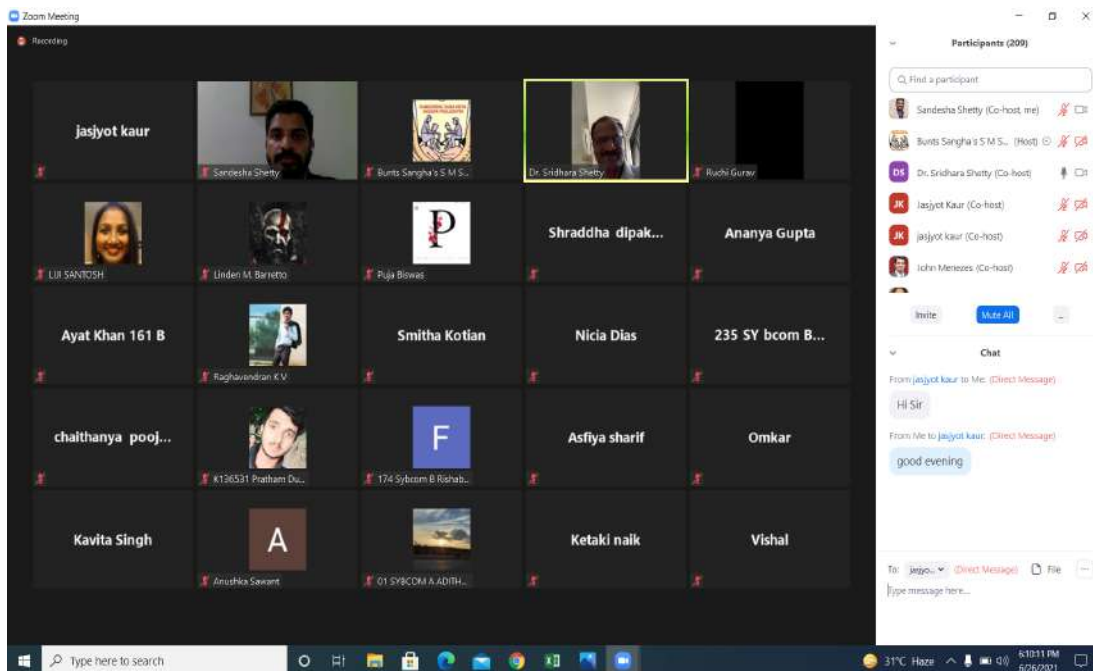 Zoom Meeting
Recording
Participants (209)
Find a participant
jasjyot kaur
Sandesha Shetty
Bunts Sangha's S M S...
Dr. Sridhara Shetty
Ruchi Gurav
LIJI SANTOSH
Linden M. Barretto
P
Puja Biswas
Shraddha dipak...
Ananya Gupta
Ayat Khan 161 B
Raghavendran K V
Smitha Kotian
Nicia Dias
235 SY bcom B...
chaithanya pooj...
K136531 Pratham Du...
F
174 Sybcom B Rishab...
Asfiya sharif
Omkar
Kavita Singh
A
Anushka Sawant
01 SYBCOM A ADITH...
Ketaki naik
Vishal
Sandesha Shetty (Co-host, me)
Bunts Sangha's S M S... (Host)
DS Dr. Sridhara Shetty (Co-host)
JK Jasjyot Kaur (Co-host)
JK jasjyot kaur (Co-host)
John Menezes (Co-host)
Invite Mute All ...
Chat
From jasjyot kaur to Me: (Direct Message)
Hi Sir
From Me to jasjyot kaur: (Direct Message)
good evening
To: jasjyo... (Direct Message) File ...
Type message here...
Type here to search
31°C Haze
6:10:11 PM
6/26/2021